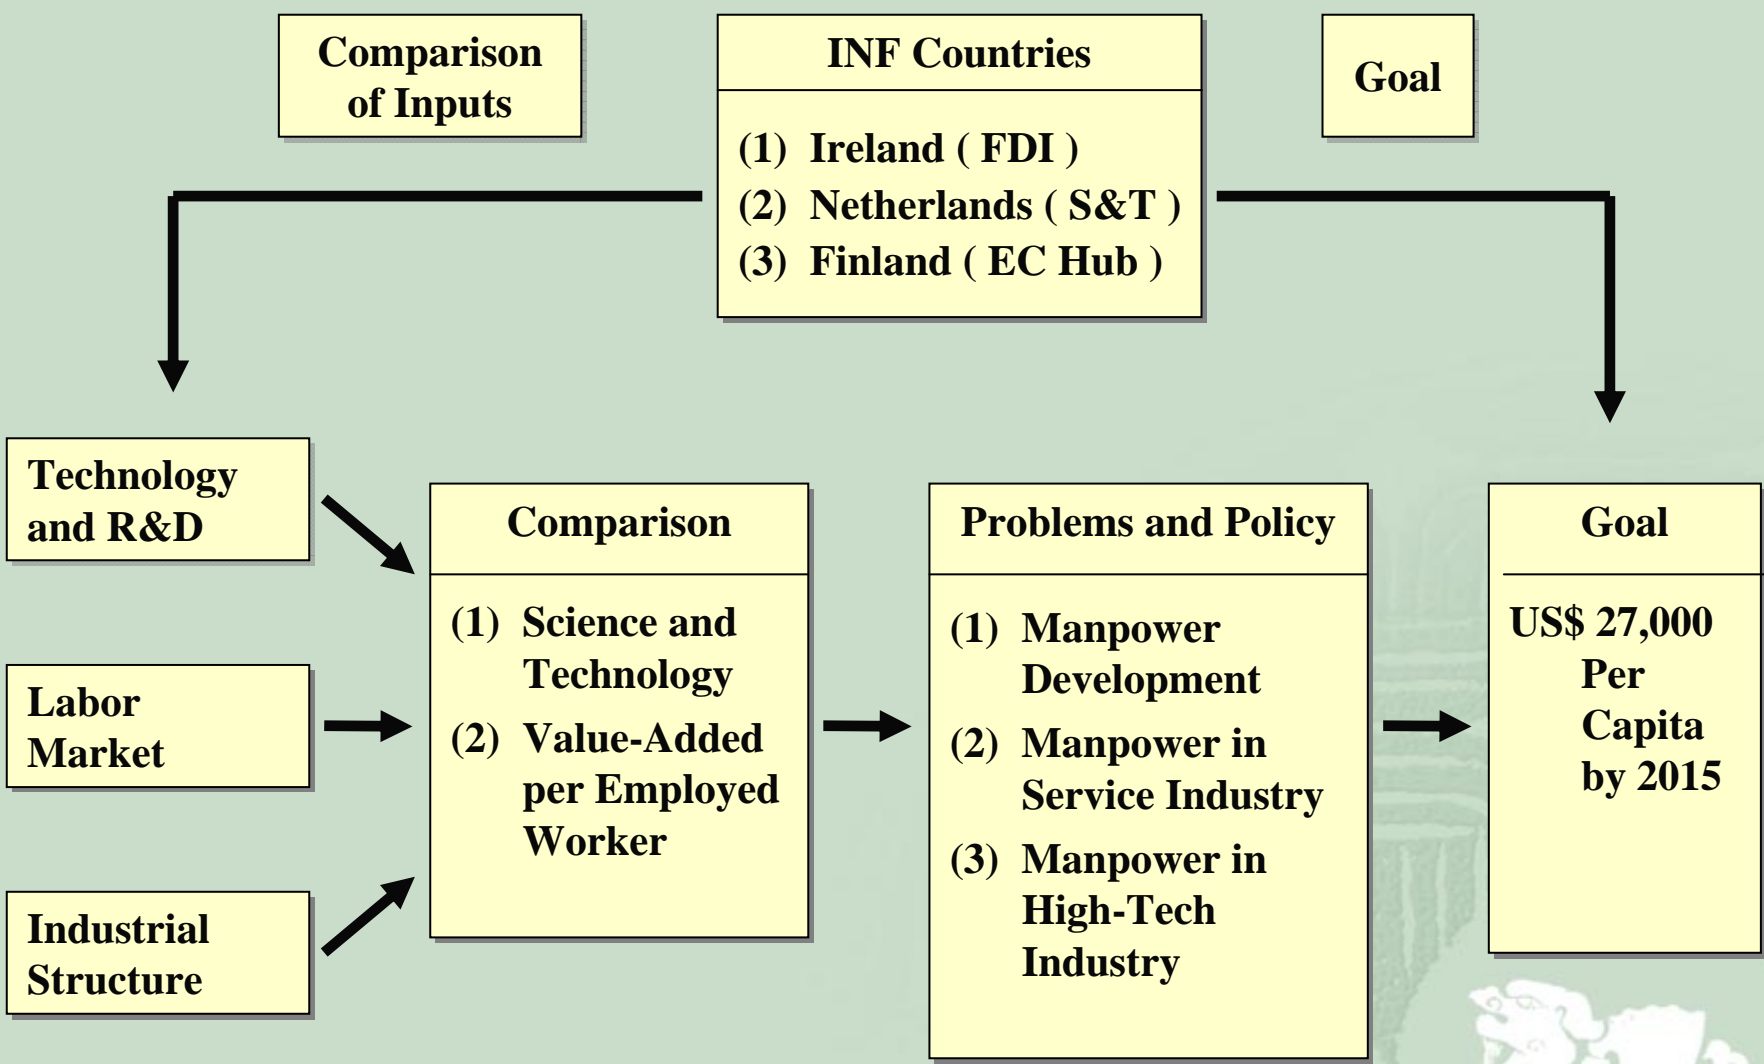 Comparison
of Inputs
INF Countries
(1) Ireland ( FDI )
(2) Netherlands ( S&T )
(3) Finland ( EC Hub )
Goal
Technology
and R&D
Labor
Market
Industrial
Structure
Comparison
(1) Science and
Technology
(2) Value-Added
per Employed
Worker
Problems and Policy
(1) Manpower
Development
(2) Manpower in
Service Industry
(3) Manpower in
High-Tech
Industry
Goal
US$ 27,000
Per
Capita
by 2015